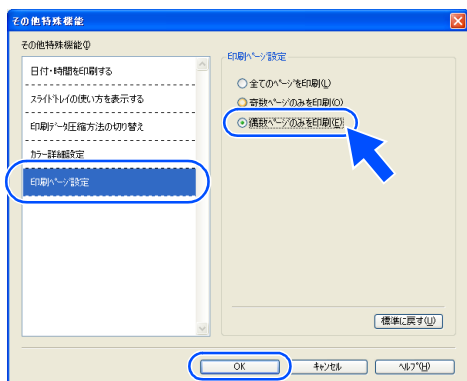 その他特殊機能
その他特殊機能(I)
日付・時間を印刷する
スライドトレイの使い方を表示する
印刷データ圧縮方法の切り替え
カラー詳細設定
印刷ページ設定
印刷ページ設定
全てのページを印刷(L)
奇数ページのみを印刷(O)
偶数ページのみを印刷(E)
標準に戻す(U)
OK
キャンセル
ヘルプ(H)